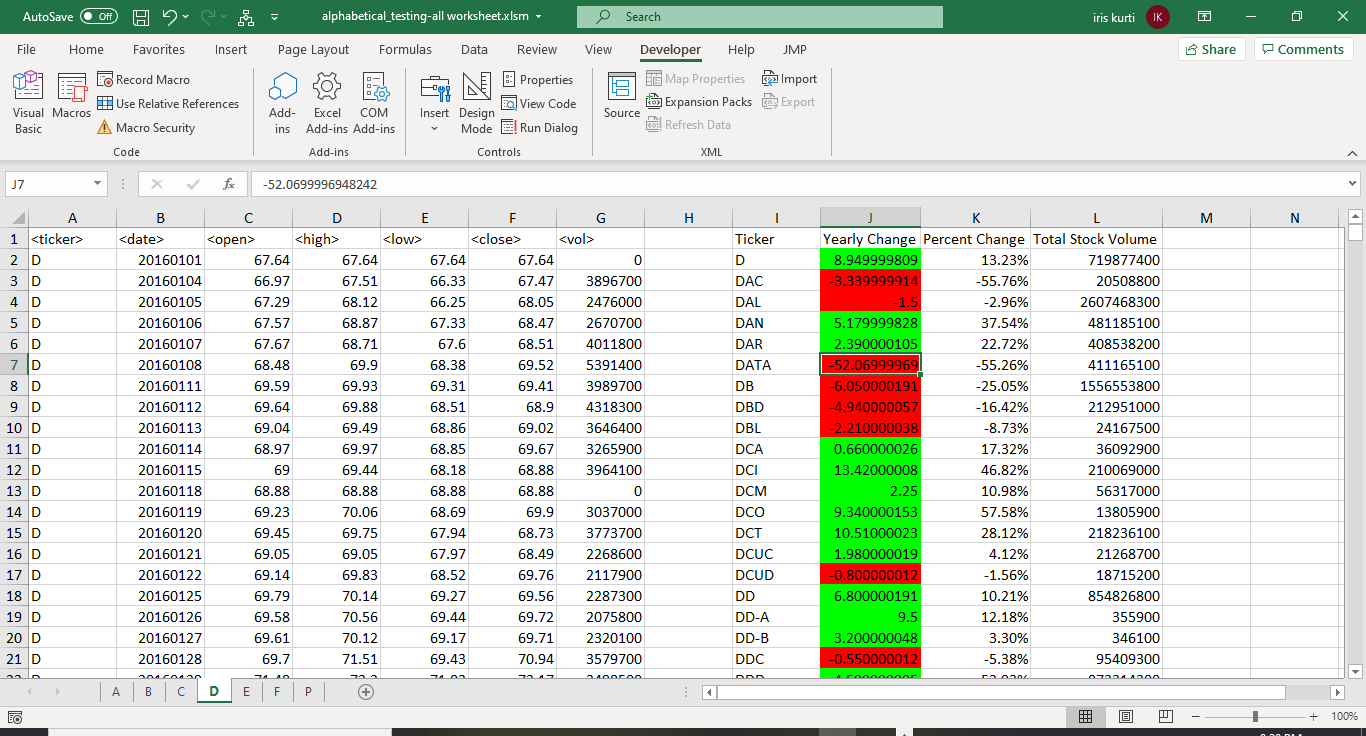 AutoSave Off alphabetical_testing-all worksheet.xlsm Search iris kurti IK
File Home Favorites Insert Page Layout Formulas Data Review View Developer Help JMP Share Comments
Visual Basic Macros Record Macro Use Relative References Macro Security Code
Add-ins Excel Add-ins COM Add-ins Add-ins
Insert Design Mode Properties View Code Run Dialog Controls
Source Map Properties Expansion Packs Refresh Data Import Export XML
J7 fx -52.0699996948242
A B C D E F G H I J K L M N
1 <ticker> <date> <open> <high> <low> <close> <vol> Ticker Yearly Change Percent Change Total Stock Volume
2 D 20160101 67.64 67.64 67.64 67.64 0 D 8.949999809 13.23% 719877400
3 D 20160104 66.97 67.51 66.33 67.47 3896700 DAC -3.339999914 -55.76% 20508800
4 D 20160105 67.29 68.12 66.25 68.05 2476000 DAL -1.5 -2.96% 2607468300
5 D 20160106 67.57 68.87 67.33 68.47 2670700 DAN 5.179999828 37.54% 481185100
6 D 20160107 67.67 68.71 67.6 68.51 4011800 DAR 2.390000105 22.72% 408538200
7 D 20160108 68.48 69.9 68.38 69.52 5391400 DATA -52.06999969 -55.26% 411165100
8 D 20160111 69.59 69.93 69.31 69.41 3989700 DB -6.050000191 -25.05% 1556553800
9 D 20160112 69.64 69.88 68.51 68.9 4318300 DBD -4.940000057 -16.42% 212951000
10 D 20160113 69.04 69.49 68.86 69.02 3646400 DBL -2.210000038 -8.73% 24167500
11 D 20160114 68.97 69.97 68.85 69.67 3265900 DCA 0.660000026 17.32% 36092900
12 D 20160115 69 69.44 68.18 68.88 3964100 DCI 13.42000008 46.82% 210069000
13 D 20160118 68.88 68.88 68.88 68.88 0 DCM 2.25 10.98% 56317000
14 D 20160119 69.23 70.06 68.69 69.9 3037000 DCO 9.340000153 57.58% 13805900
15 D 20160120 69.45 69.75 67.94 68.73 3773700 DCT 10.51000023 28.12% 218236100
16 D 20160121 69.05 69.05 67.97 68.49 2268600 DCUC 1.980000019 4.12% 21268700
17 D 20160122 69.14 69.83 68.52 69.76 2117900 DCUD -0.800000012 -1.56% 18715200
18 D 20160125 69.79 70.14 69.27 69.56 2287300 DD 6.800000191 10.21% 854826800
19 D 20160126 69.58 70.56 69.44 69.72 2075800 DD-A 9.5 12.18% 355900
20 D 20160127 69.61 70.12 69.17 69.71 2320100 DD-B 3.200000048 3.30% 346100
21 D 20160128 69.7 71.51 69.43 70.94 3579700 DDC -0.550000012 -5.38% 95409300
A B C D E F P
100%